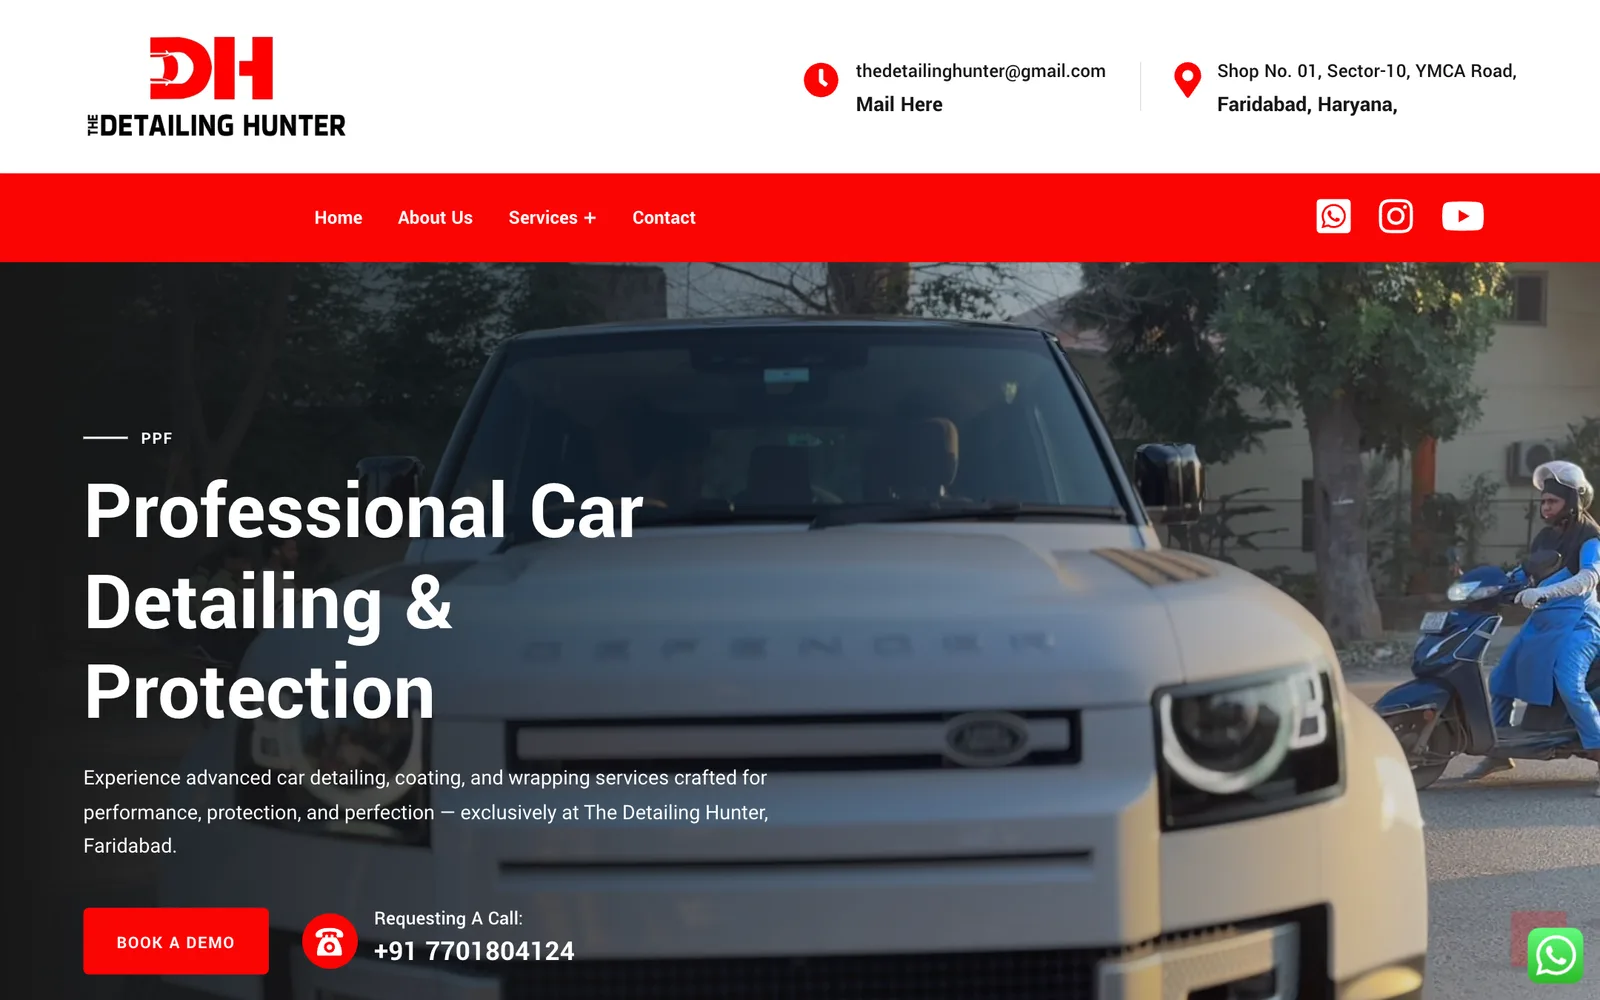 DH
THE DETAILING HUNTER
thedetailinghunter@gmail.com
Mail Here
Shop No. 01, Sector-10, YMCA Road,
Faridabad, Haryana,
Home About Us Services + Contact
PPF
Professional Car
Detailing &
Protection
DEFENDER
Experience advanced car detailing, coating, and wrapping services crafted for
performance, protection, and perfection — exclusively at The Detailing Hunter,
Faridabad.
BOOK A DEMO
Requesting A Call:
+91 7701804124